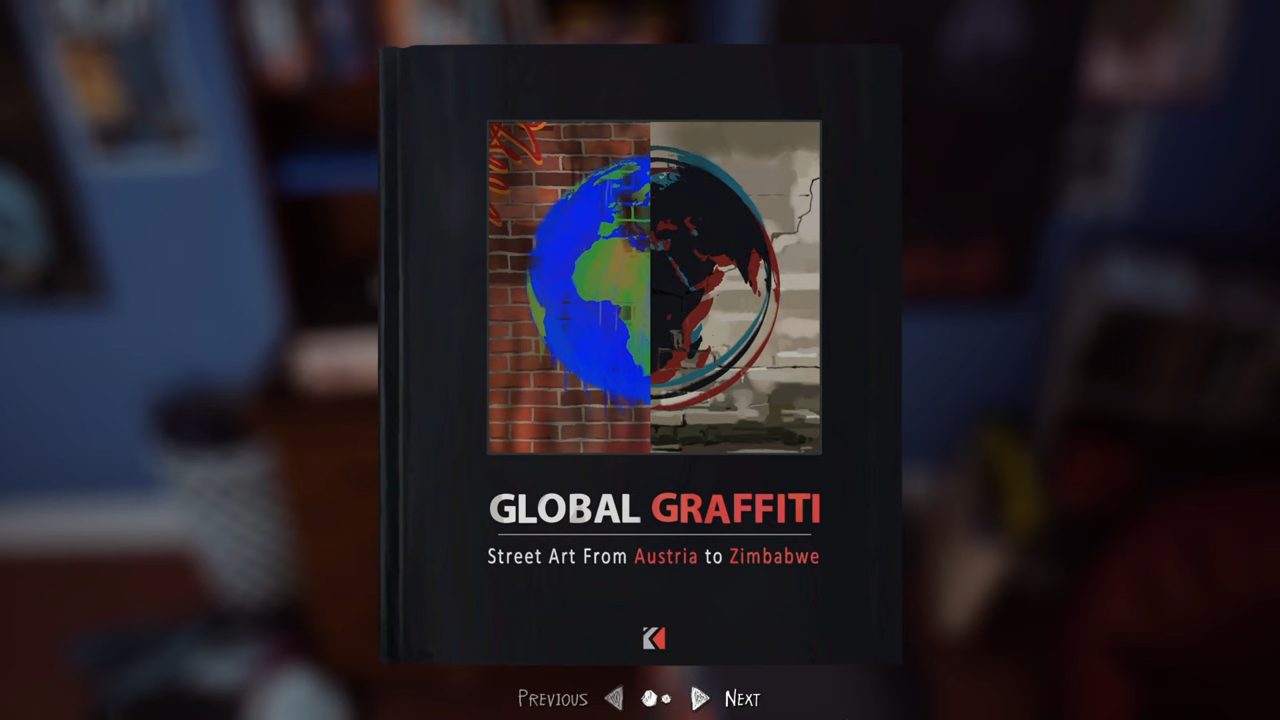 GLOBAL GRAFFITI
Street Art From Austria to Zimbabwe
K
Previous
Next